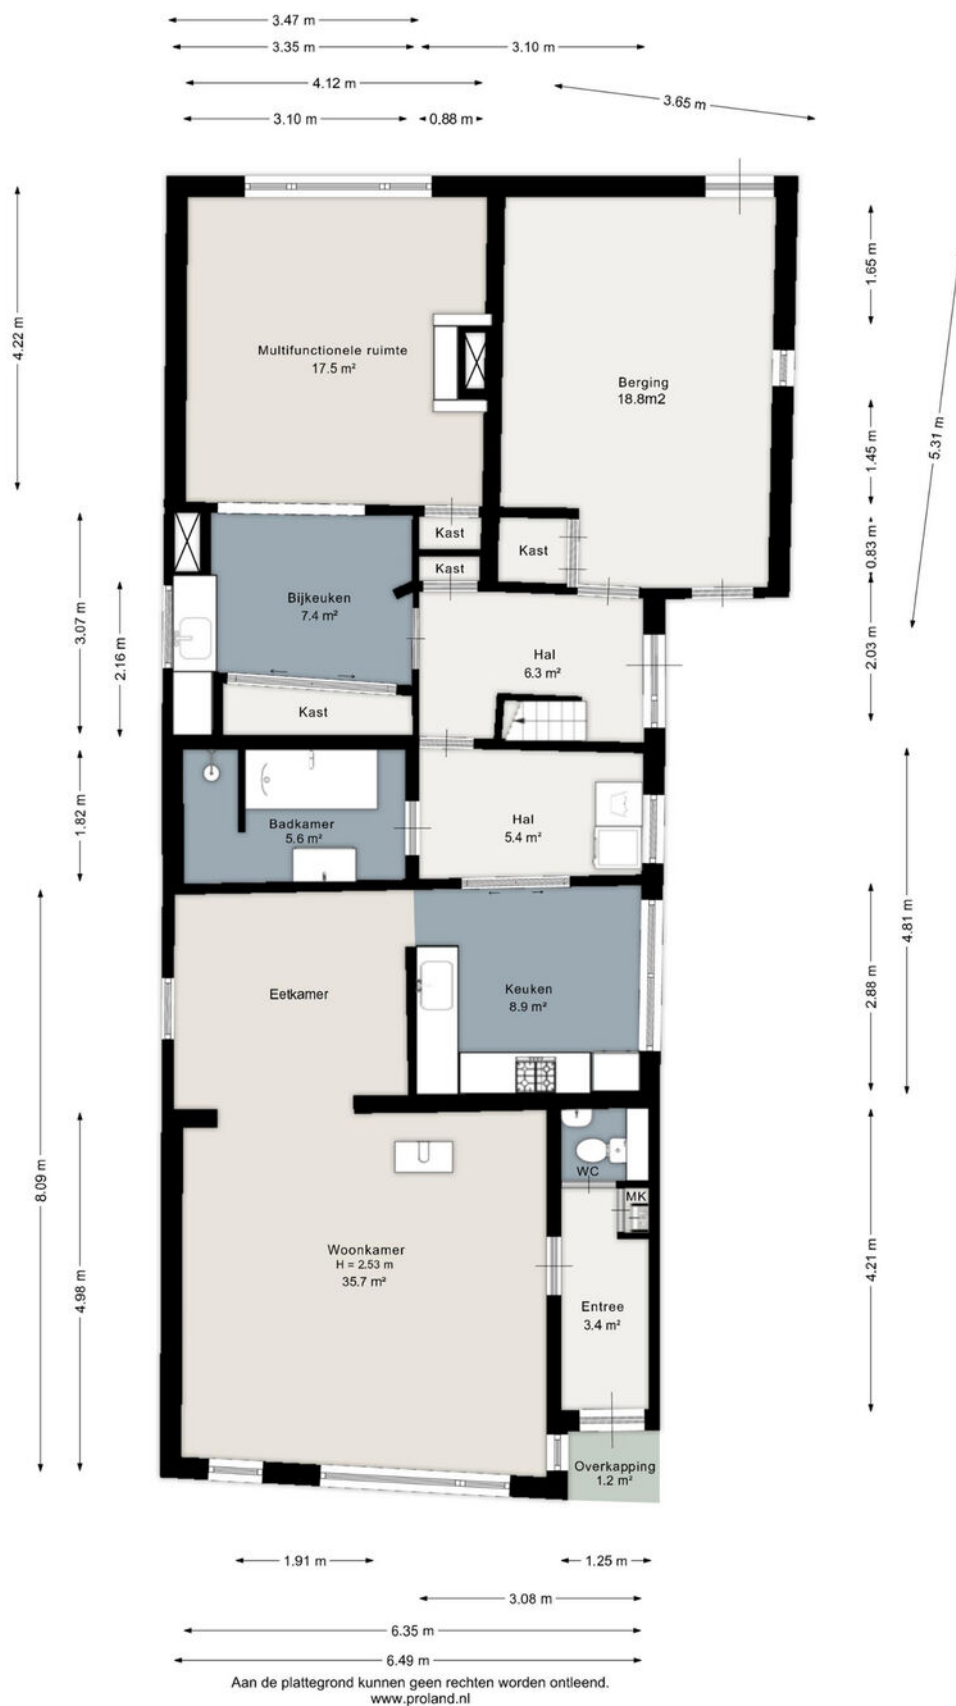 3.47 m
3.35 m
3.10 m
4.12 m
3.65 m
3.10 m
0.88 m
4.22 m
1.65 m
Multifunctionele ruimte
17.5 m²
Berging
18.8m2
5.31 m
1.45 m
Kast
Kast
Kast
0.83 m
Bijkeuken
7.4 m²
3.07 m
2.16 m
Hal
6.3 m²
2.03 m
Kast
1.82 m
Badkamer
5.6 m²
Hal
5.4 m²
4.81 m
Eetkamer
Keuken
8.9 m²
2.88 m
WC
MK
8.09 m
4.98 m
Woonkamer
H = 2.53 m
35.7 m²
4.21 m
Entree
3.4 m²
Overkapping
1.2 m²
1.91 m
1.25 m
3.08 m
6.35 m
6.49 m
Aan de plattegrond kunnen geen rechten worden ontleend.
www.proland.nl